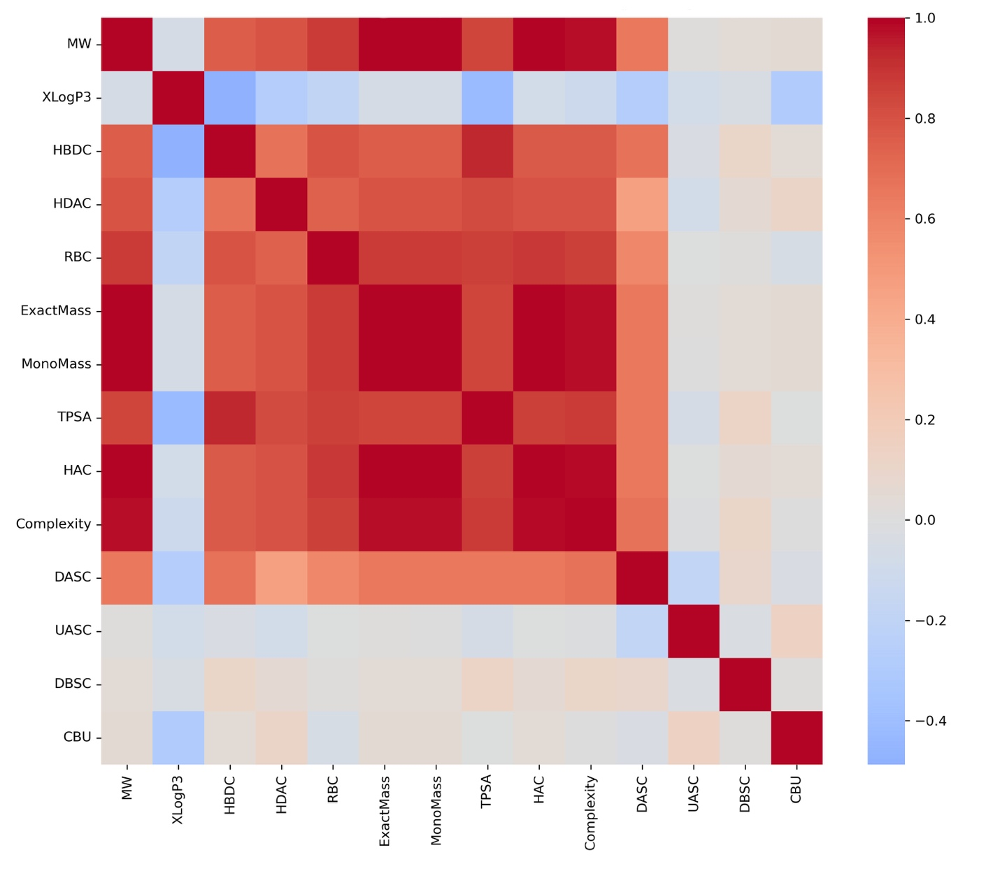 MW
XLogP3
HBDC
HDAC
RBC
ExactMass
MonoMass
TPSA
HAC
Complexity
DASC
UASC
DBSC
CBU
MW
XLogP3
HBDC
HDAC
RBC
ExactMass
MonoMass
TPSA
HAC
Complexity
DASC
UASC
DBSC
CBU
1.0
0.8
0.6
0.4
0.2
0.0
−0.2
−0.4